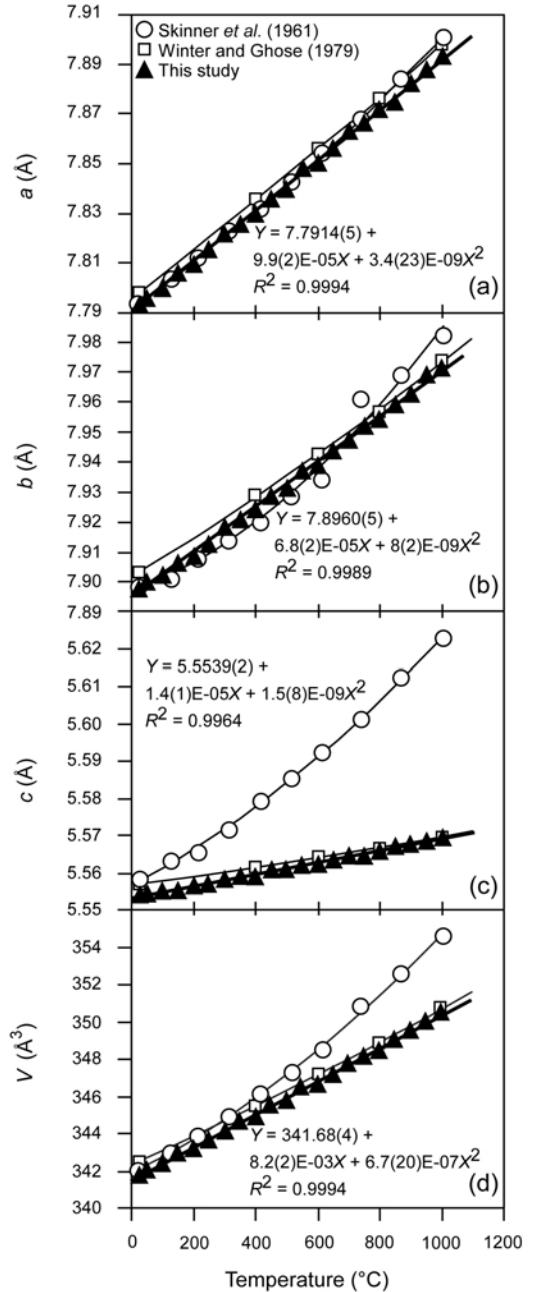 7.91
7.89
7.87
7.85
7.83
7.81
7.79
a (Å)
Skinner et al. (1961)
Winter and Ghose (1979)
This study
Y = 7.7914(5) +
9.9(2)E-05X + 3.4(23)E-09X²
R² = 0.9994
(a)
7.98
7.97
7.96
7.95
7.94
7.93
7.92
7.91
7.90
7.89
b (Å)
Y = 7.8960(5) +
6.8(2)E-05X + 8(2)E-09X²
R² = 0.9989
(b)
5.62
5.61
5.60
5.59
5.58
5.57
5.56
5.55
c (Å)
Y = 5.5539(2) +
1.4(1)E-05X + 1.5(8)E-09X²
R² = 0.9964
(c)
354
352
350
348
346
344
342
340
V (Å³)
Y = 341.68(4) +
8.2(2)E-03X + 6.7(20)E-07X²
R² = 0.9994
(d)
0 200 400 600 800 1000 1200
Temperature (°C)